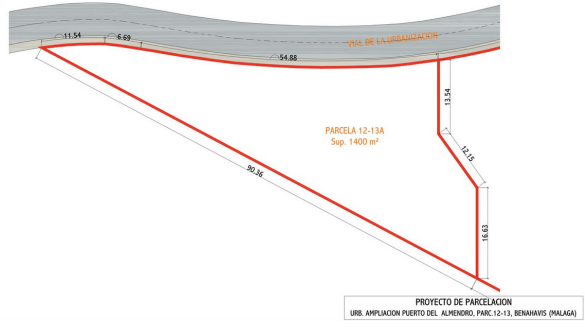 11.54
6.69
VIAL DE LA URBANIZACION
54.88
13.54
PARCELA 12-13A
Sup. 1400 m²
12.15
90.36
16.63
PROYECTO DE PARCELACION
URB. AMPLIACION PUERTO DEL ALMENDRO, PARC.12-13, BENAHAVIS (MALAGA)